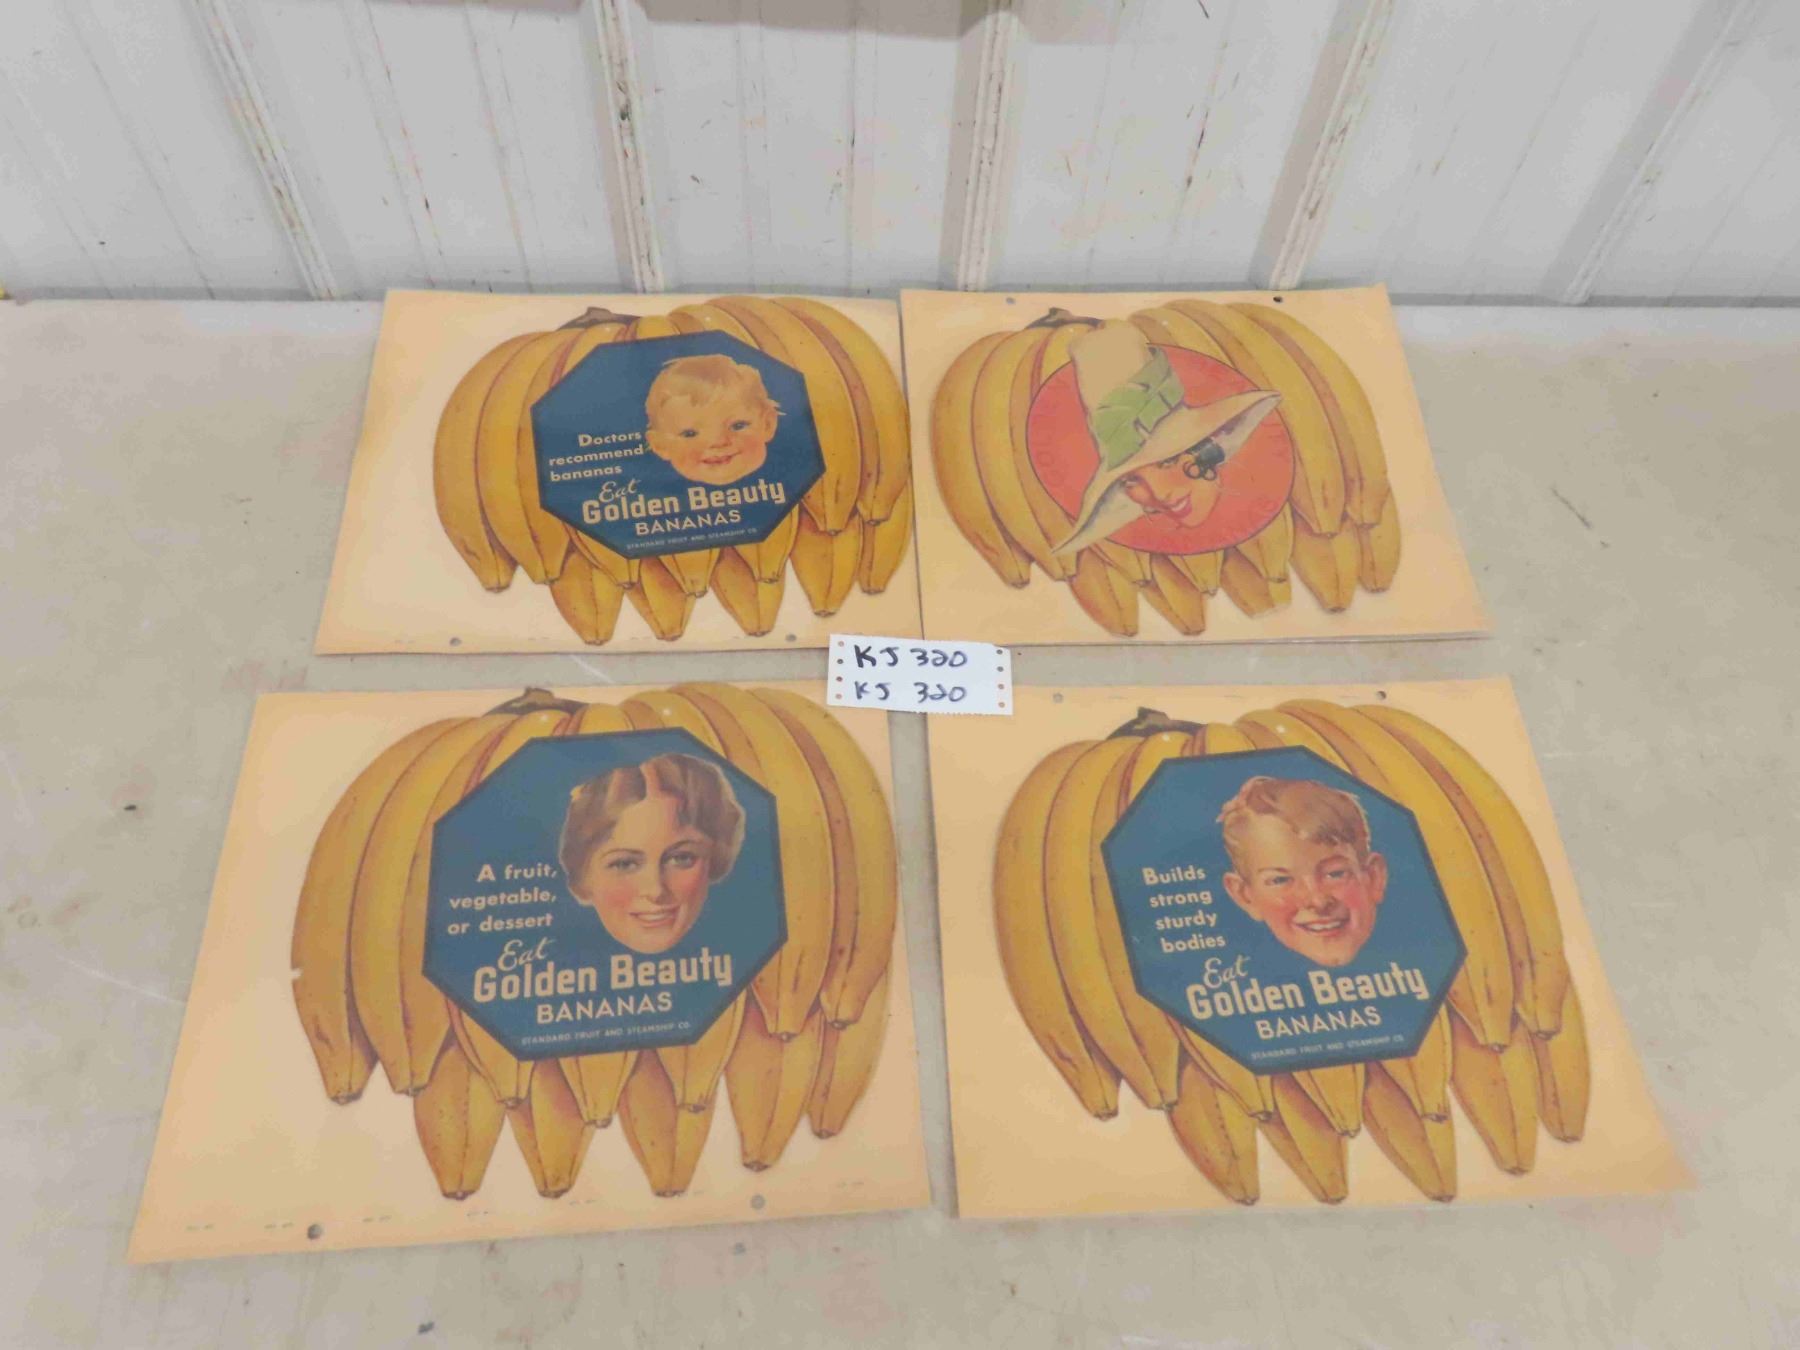 Doctors
recommend
bananas
Eat
Golden Beauty
BANANAS
STANDARD FRUIT AND STEAMSHIP CO.
KJ 320
KJ 320
A fruit,
vegetable,
or dessert
Eat
Golden Beauty
BANANAS
STANDARD FRUIT AND STEAMSHIP CO.
Builds
strong
sturdy
bodies
Eat
Golden Beauty
BANANAS
STANDARD FRUIT AND STEAMSHIP CO.